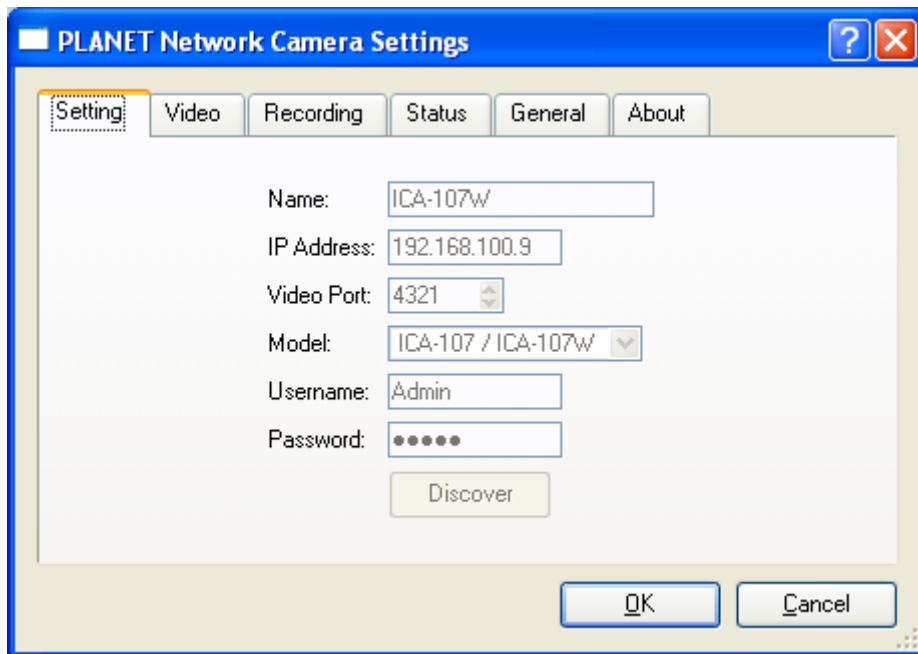 PLANET Network Camera Settings
Setting Video Recording Status General About
Name: ICA-107W
IP Address: 192.168.100.9
Video Port: 4321
Model: ICA-107 / ICA-107W
Username: Admin
Password: •••••
Discover
OK Cancel